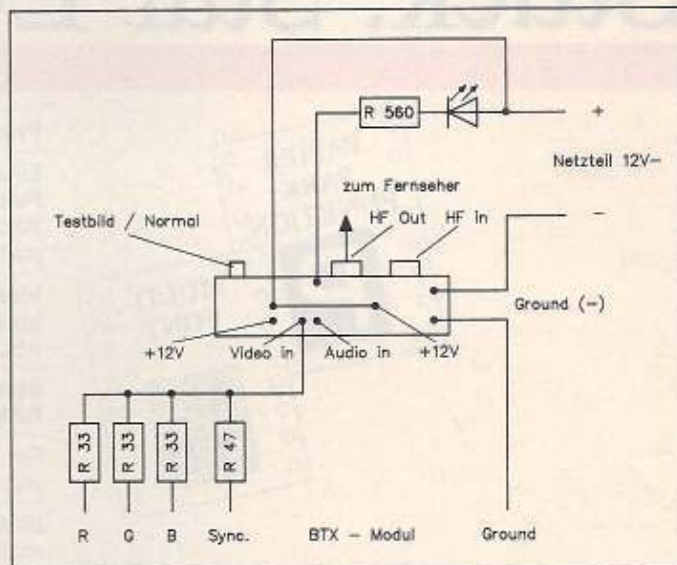 R 560
+
Netzteil 12V-
zum Fernseher
-
Testbild / Normal
HF Out
HF in
Ground (-)
+12V
Video in
Audio in
+12V
R 33
R 33
R 33
R 47
R
G
B
Sync.
BTX - Modul
Ground